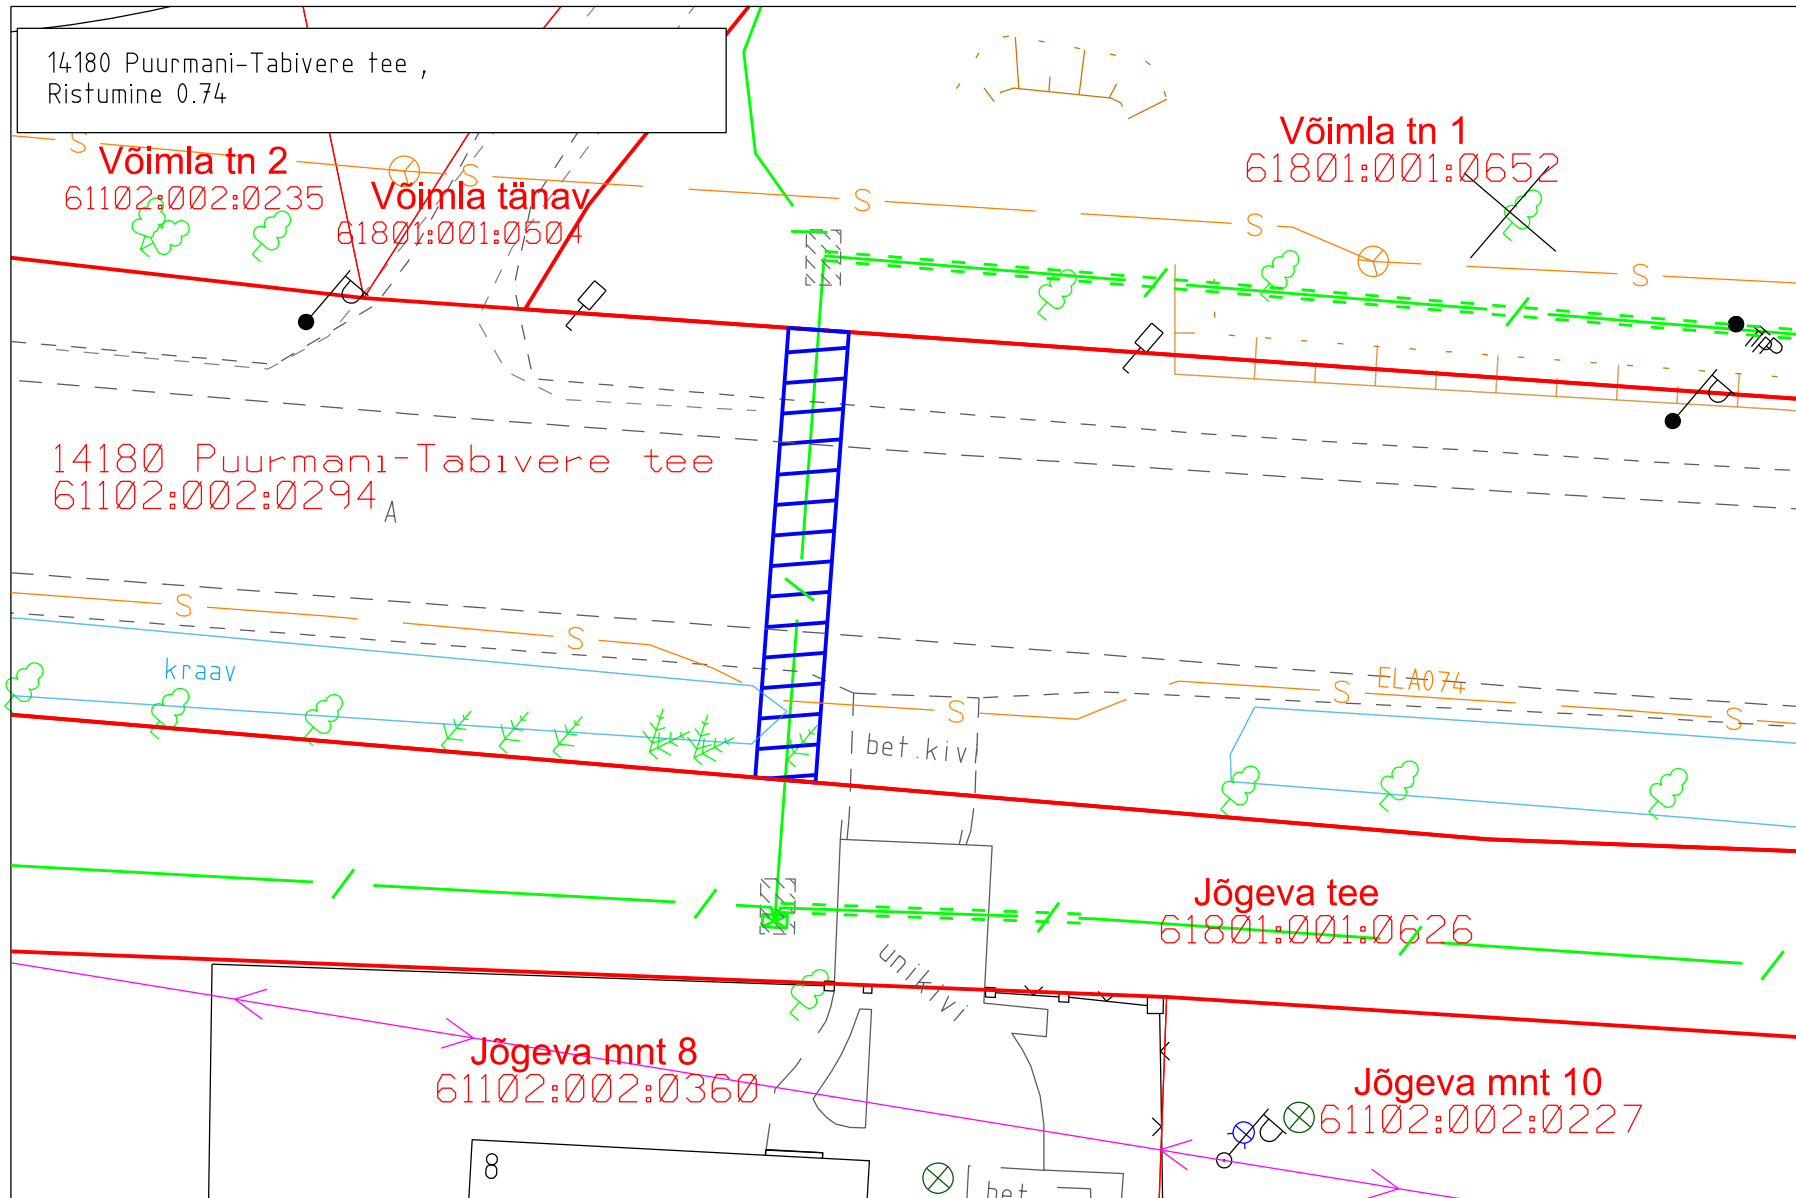 14180 Puurmani-Tabivere tee ,
Ristumine 0.74
S
Võimla tn 2
61102:002:0235
S
Võimla tänav
61801:001:0504
S
Võimla tn 1
61801:001:0652
S
S
14180 Puurmani-Tabivere tee
61102:002:0294
A
S
S
kraav
S
ELA074
S
S
bet.kivi
Jõgeva tee
61801:001:0626
unikivi
Jõgeva mnt 8
61102:002:0360
Jõgeva mnt 10
61102:002:0227
8
bet